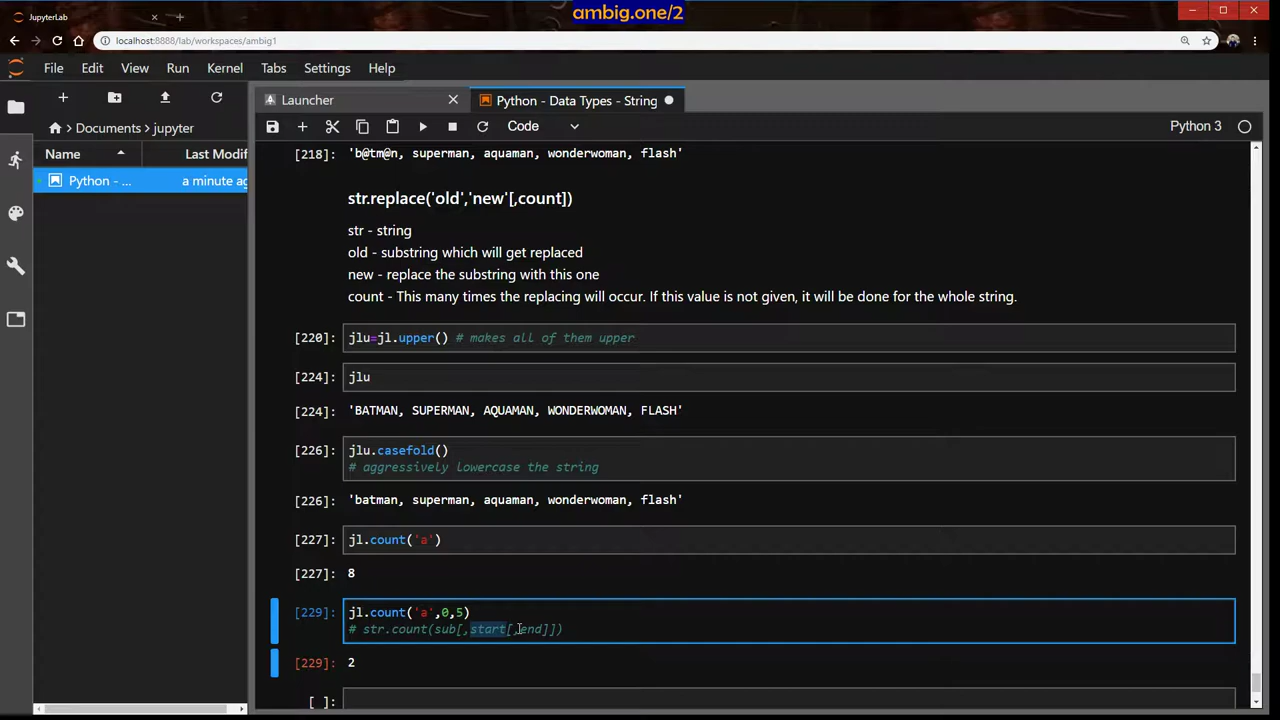 ambig.one/2
JupyterLab
localhost:8888/lab/workspaces/ambig1
File Edit View Run Kernel Tabs Settings Help
Launcher
Python - Data Types - String
Documents > jupyter
Code
Python 3
Name Last Modif
Python - ... a minute ag
[218]: 'b@tm@n, superman, aquaman, wonderwoman, flash'
str.replace('old','new'[,count])
str - string
old - substring which will get replaced
new - replace the substring with this one
count - This many times the replacing will occur. If this value is not given, it will be done for the whole string.
[220]: jlu=jl.upper() # makes all of them upper
[224]: jlu
[224]: 'BATMAN, SUPERMAN, AQUAMAN, WONDERWOMAN, FLASH'
[226]: jlu.casefold()
# aggressively lowercase the string
[226]: 'batman, superman, aquaman, wonderwoman, flash'
[227]: jl.count('a')
[227]: 8
[229]: jl.count('a',0,5)
# str.count(sub[,start[,end]])
[229]: 2
[ ]: